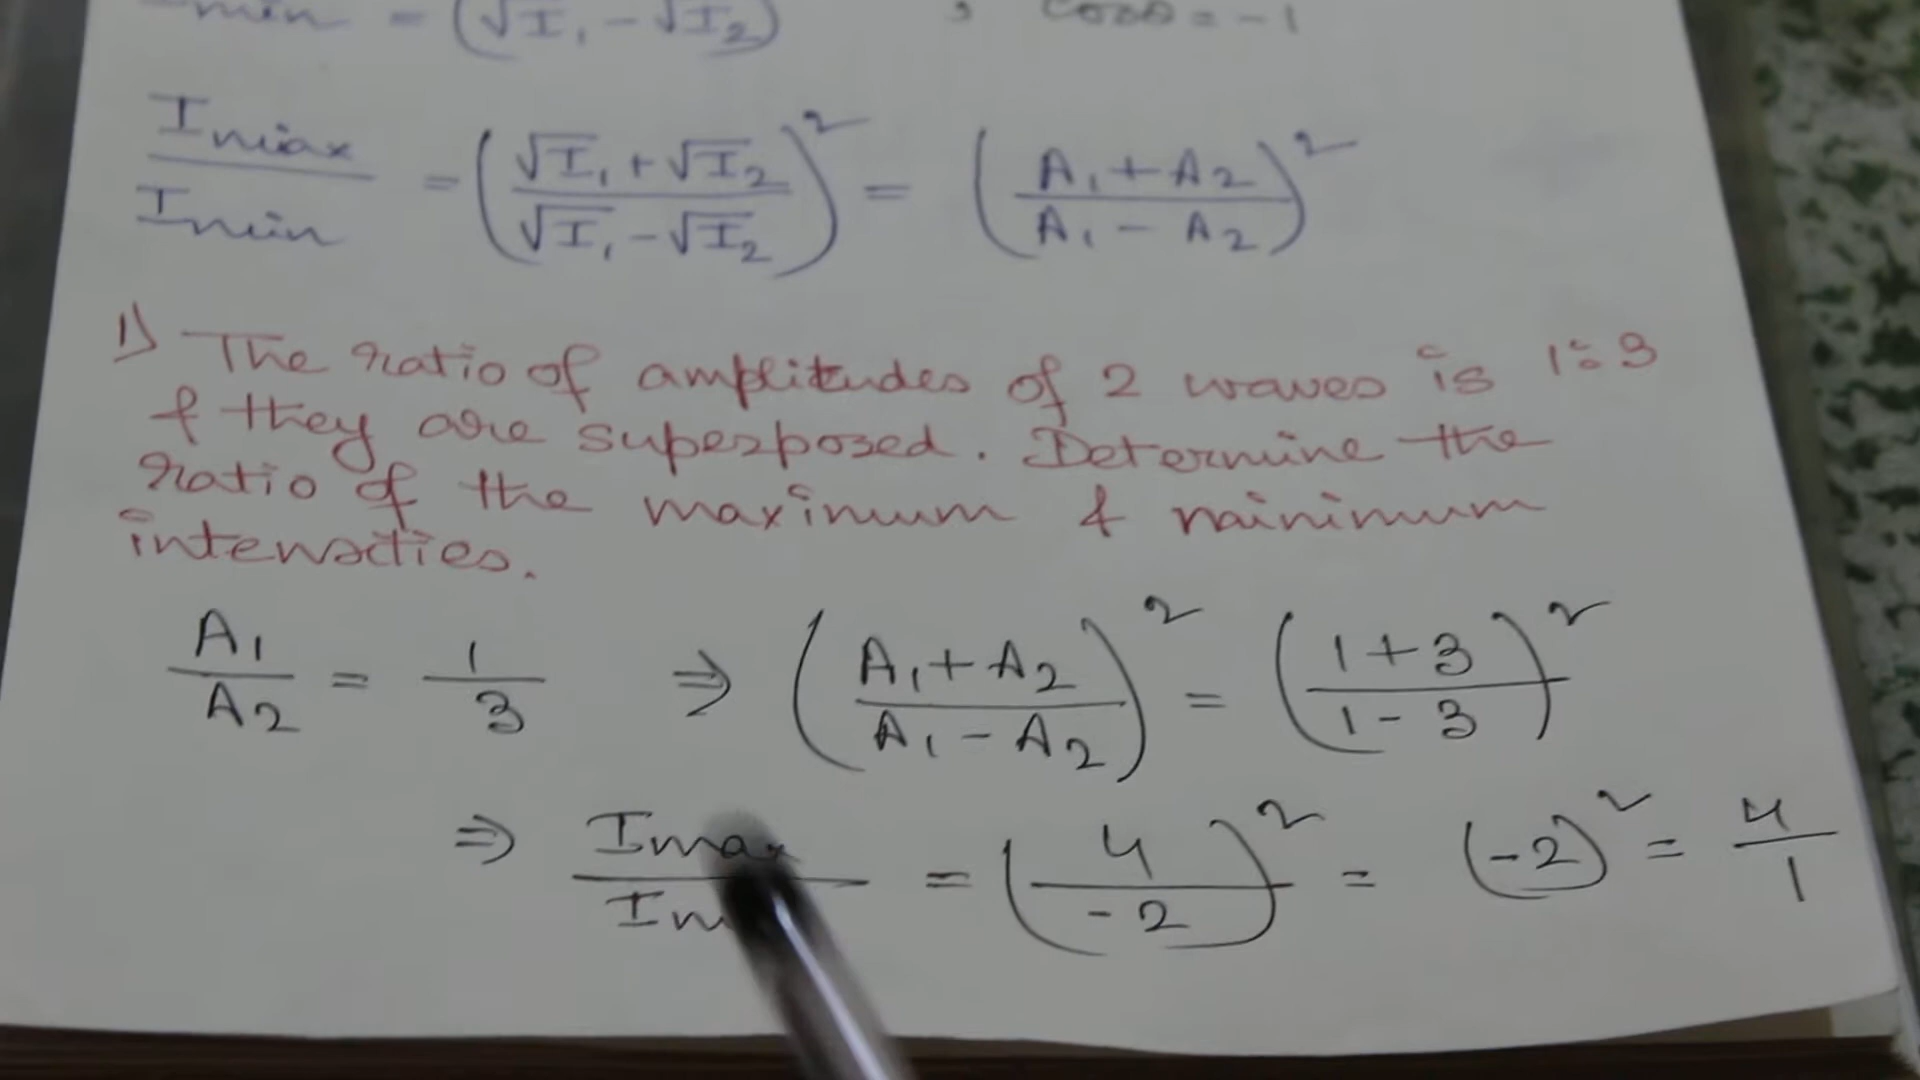 = (√I₁ - √I₂) , cosθ = -1
Imax/Imin = ((√I₁ + √I₂)/(√I₁ - √I₂))² = ((A₁ + A₂)/(A₁ - A₂))²
1) The ratio of amplitudes of 2 waves is 1:3
& they are superposed. Determine the
ratio of the maximum & minimum
intensities.
A₁/A₂ = 1/3 ⇒ ((A₁ + A₂)/(A₁ - A₂))² = ((1+3)/(1-3))²
⇒ Imax/Im = (4/-2)² = (-2)² = 4/1